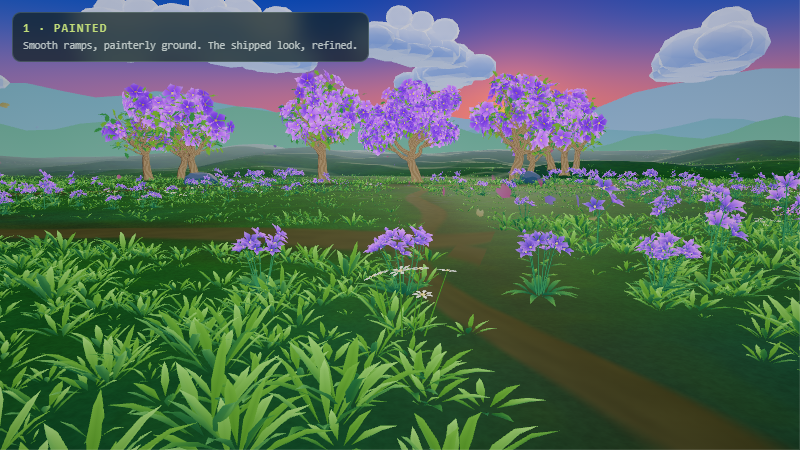 1 · PAINTED
Smooth ramps, painterly ground. The shipped look, refined.